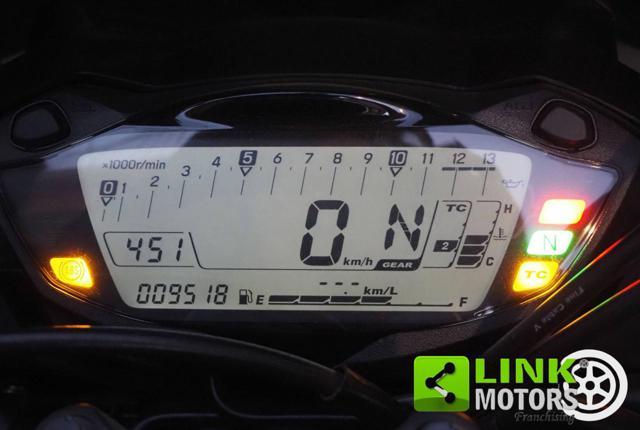 ×1000r/min
0 1 2 3 4 5 6 7 8 9 10 11 12 13
TC H
0 N
451 km/h GEAR 2 C
N
ABS
TC
--.- km/L
009518 E F
LINK
MOTORS
Franchising